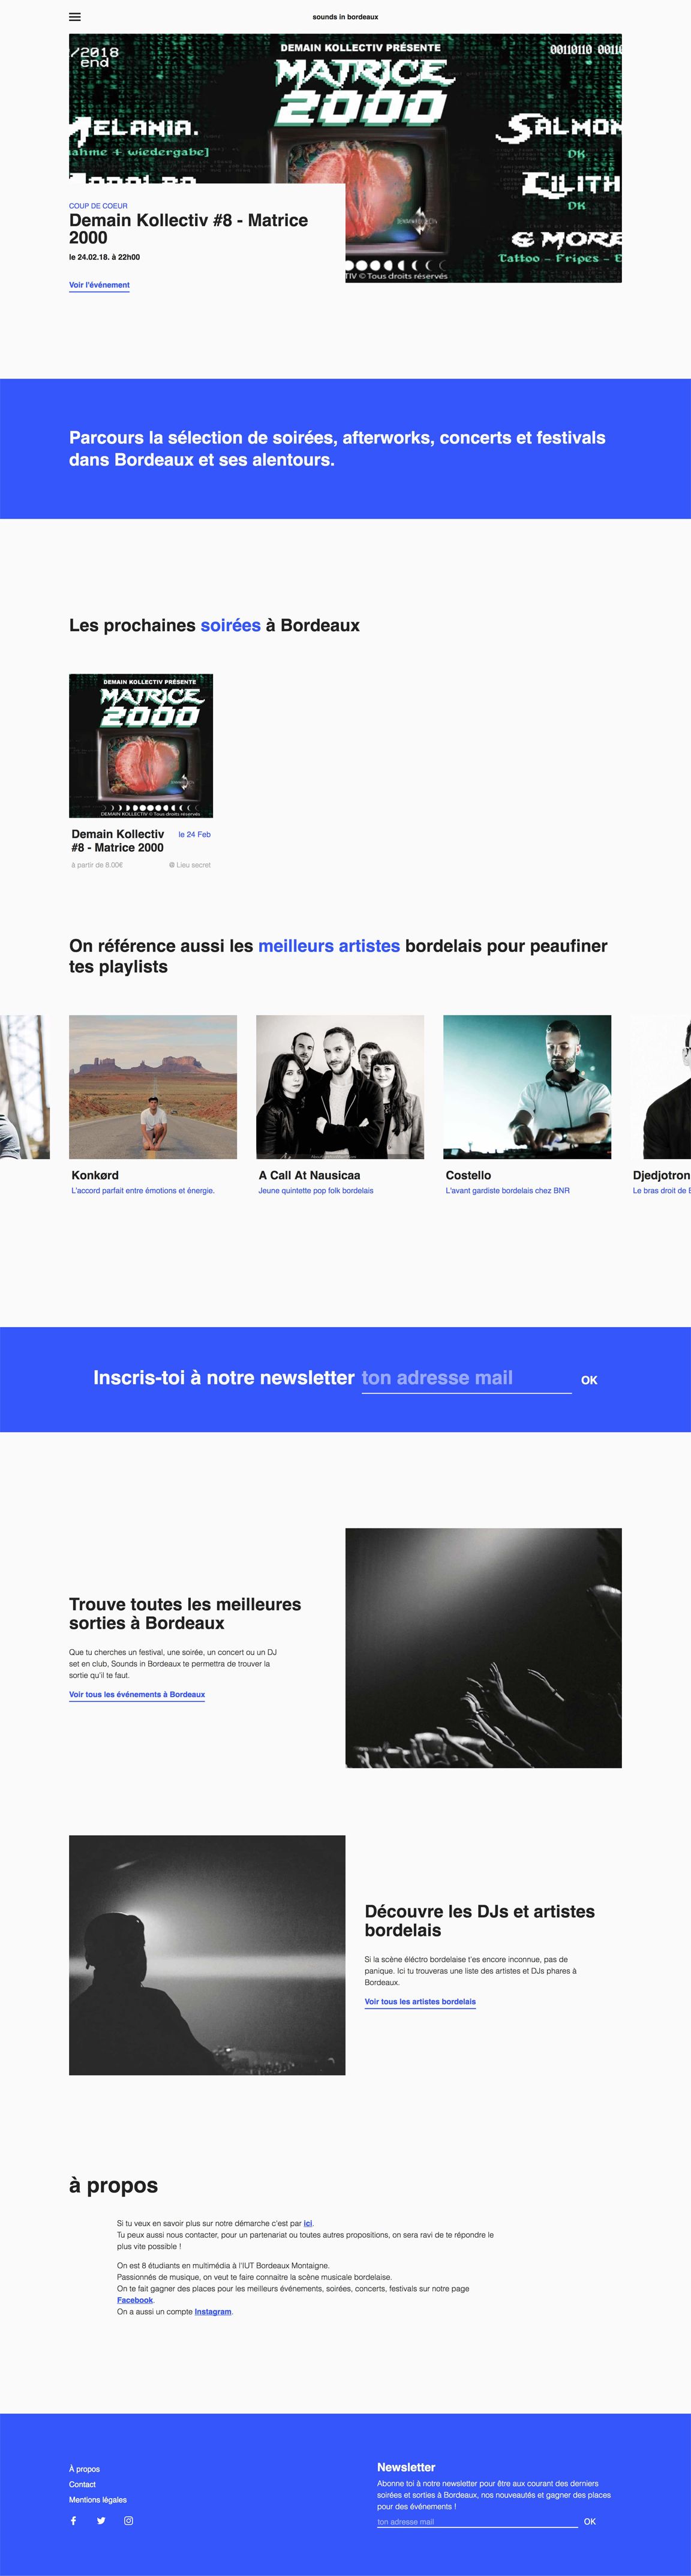 sounds in bordeaux
/2018
end
DEMAIN KOLLECTIV PRÉSENTE
MATRICE
2000
00110110
MELANIA.
ahme + wiedergabe]
SALMON
DK
LILITH
DK
& MORE
Tattoo - Fripes - E
TIV © Tous droits réservés
COUP DE COEUR
Demain Kollectiv #8 - Matrice
2000
le 24.02.18. à 22h00
Voir l'événement
Parcours la sélection de soirées, afterworks, concerts et festivals
dans Bordeaux et ses alentours.
Les prochaines soirées à Bordeaux
DEMAIN KOLLECTIV PRÉSENTE
MATRICE
2000
DEMAIN KOLLECTIV © Tous droits réservés
Demain Kollectiv le 24 Feb
#8 - Matrice 2000
à partir de 8.00€ @ Lieu secret
On référence aussi les meilleurs artistes bordelais pour peaufiner
tes playlists
Konkørd
L'accord parfait entre émotions et énergie.
A Call At Nausicaa
Jeune quintette pop folk bordelais
Costello
L'avant gardiste bordelais chez BNR
Djedjotron
Le bras droit de
Inscris-toi à notre newsletter ton adresse mail OK
Trouve toutes les meilleures
sorties à Bordeaux
Que tu cherches un festival, une soirée, un concert ou un DJ
set en club, Sounds in Bordeaux te permettra de trouver la
sortie qu'il te faut.
Voir tous les événements à Bordeaux
Découvre les DJs et artistes
bordelais
Si la scène éléctro bordelaise t'es encore inconnue, pas de
panique. Ici tu trouveras une liste des artistes et DJs phares à
Bordeaux.
Voir tous les artistes bordelais
à propos
Si tu veux en savoir plus sur notre démarche c'est par ici.
Tu peux aussi nous contacter, pour un partenariat ou toutes autres propositions, on sera ravi de te répondre le
plus vite possible !
On est 8 étudiants en multimédia à l'IUT Bordeaux Montaigne.
Passionnés de musique, on veut te faire connaitre la scène musicale bordelaise.
On te fait gagner des places pour les meilleurs événements, soirées, concerts, festivals sur notre page
Facebook.
On a aussi un compte Instagram.
À propos
Contact
Mentions légales
Newsletter
Abonne toi à notre newsletter pour être aux courant des derniers
soirées et sorties à Bordeaux, nos nouveautés et gagner des places
pour des événements !
ton adresse mail OK